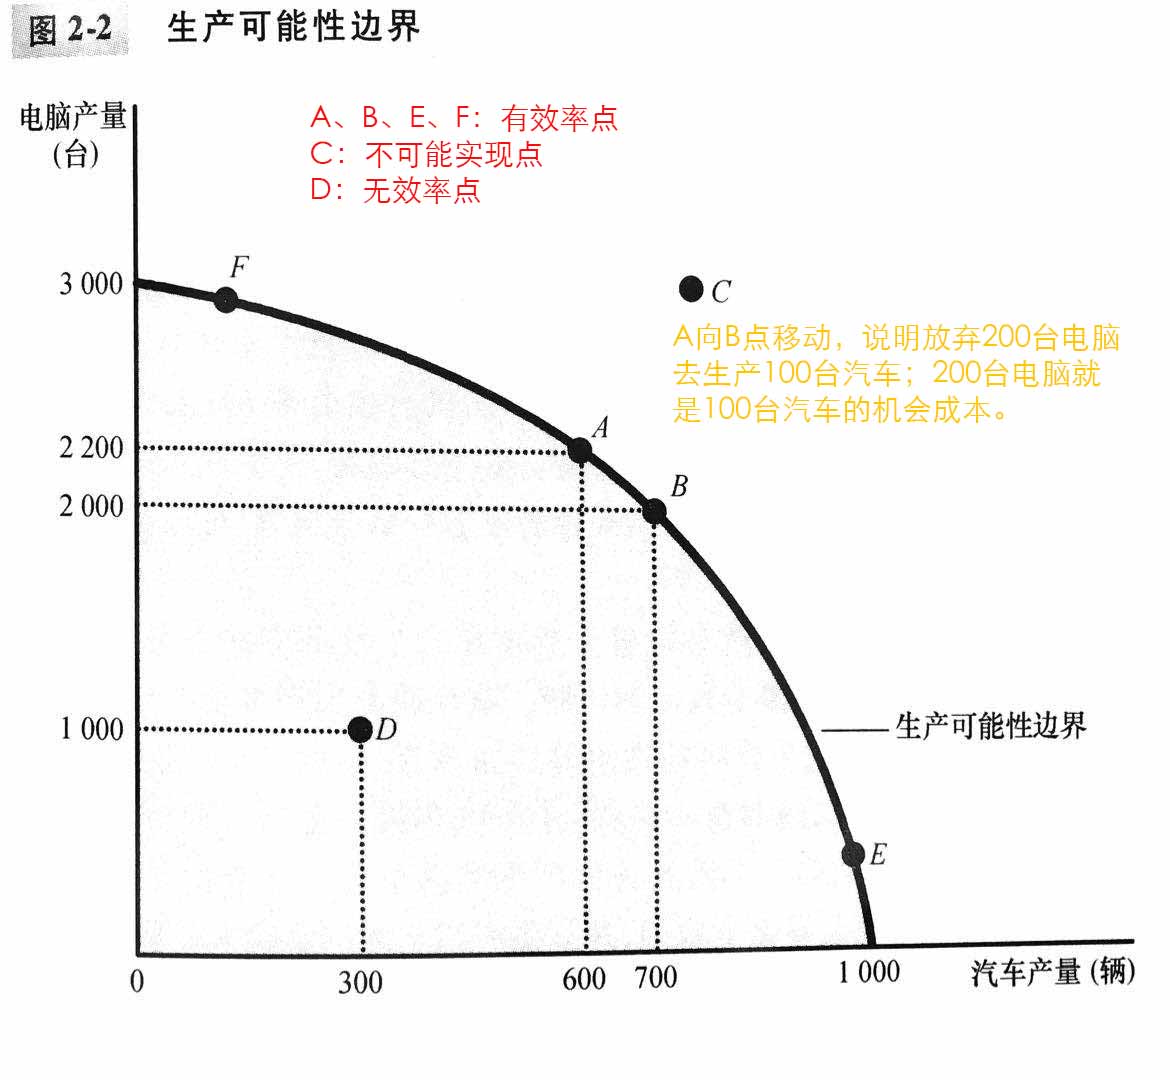 图 2-2 生产可能性边界
电脑产量
(台)
A、B、E、F：有效率点
C：不可能实现点
D：无效率点
F
3 000
C
A向B点移动，说明放弃200台电脑
去生产100台汽车；200台电脑就
是100台汽车的机会成本。
A
2 200
B
2 000
1 000
D
生产可能性边界
E
0
300
600
700
1 000
汽车产量 (辆)